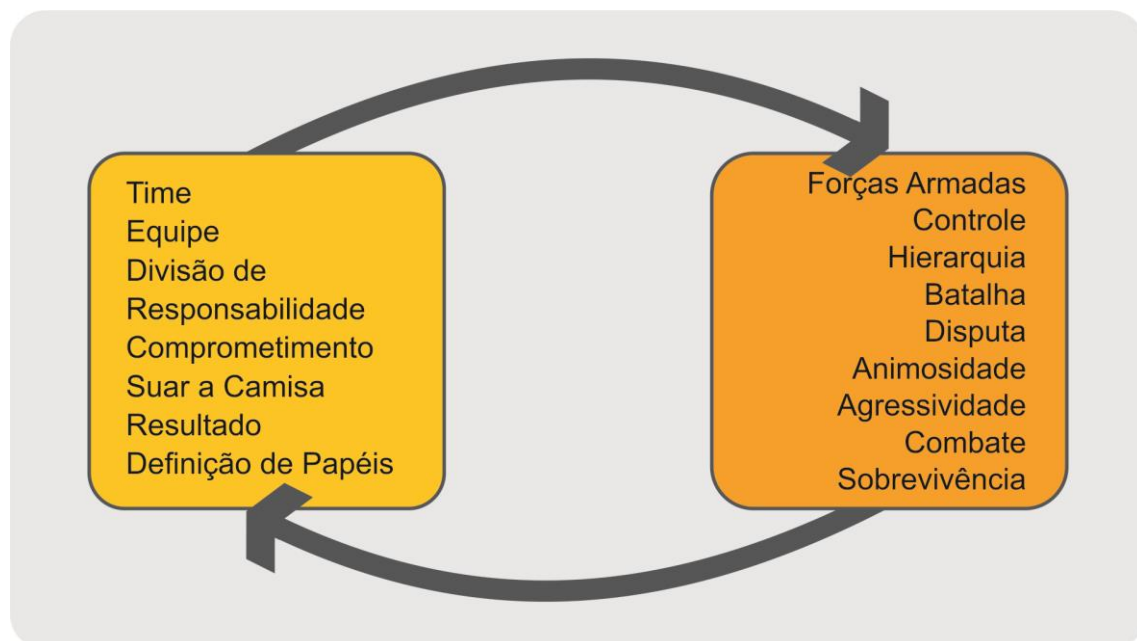 Time
Equipe
Divisão de
Responsabilidade
Comprometimento
Suar a Camisa
Resultado
Definição de Papéis
Forças Armadas
Controle
Hierarquia
Batalha
Disputa
Animosidade
Agressividade
Combate
Sobrevivência